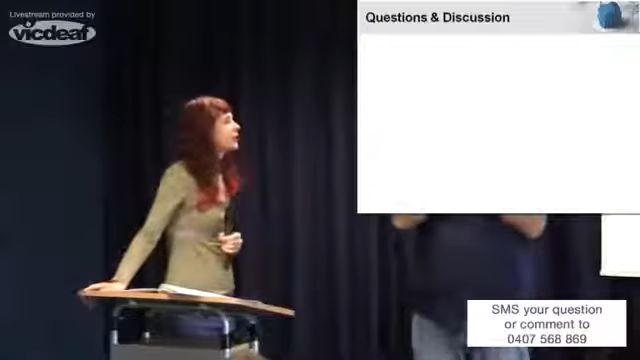 Livestream provided by
vicdeaf
Questions & Discussion
SMS your question
or comment to
0407 568 869